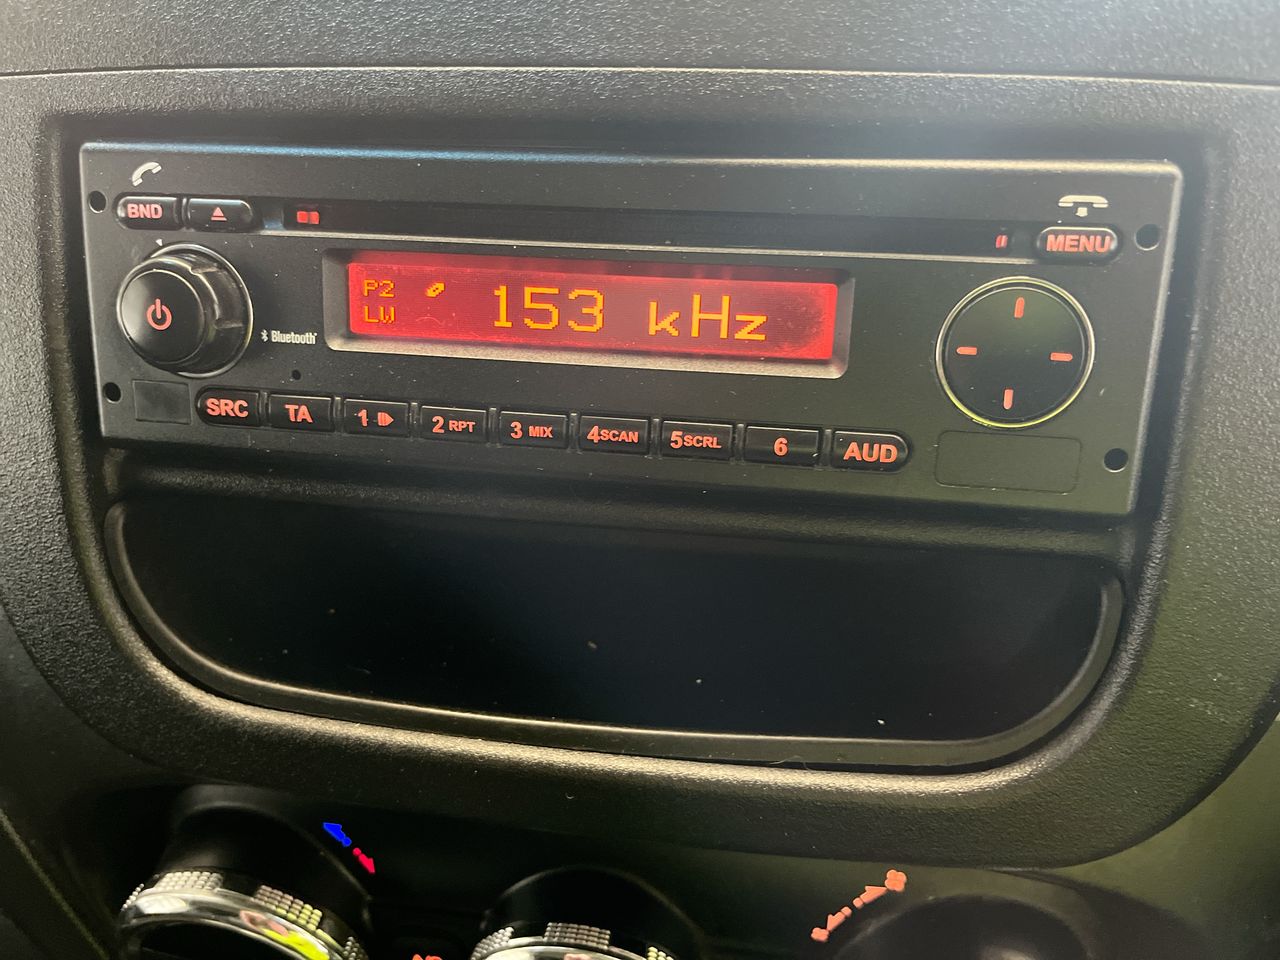 BND
MENU
P2
LW
153 kHz
Bluetooth
SRC
TA
1
2 RPT
3 MIX
4SCAN
5SCRL
6
AUD